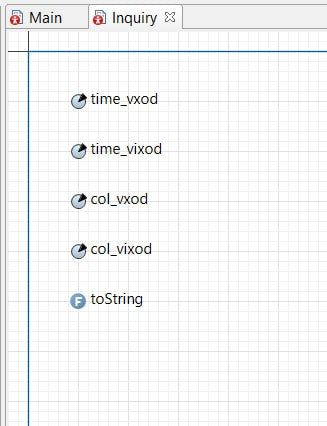 Main Inquiry
time_vxod
time_vixod
col_vxod
col_vixod
F toString